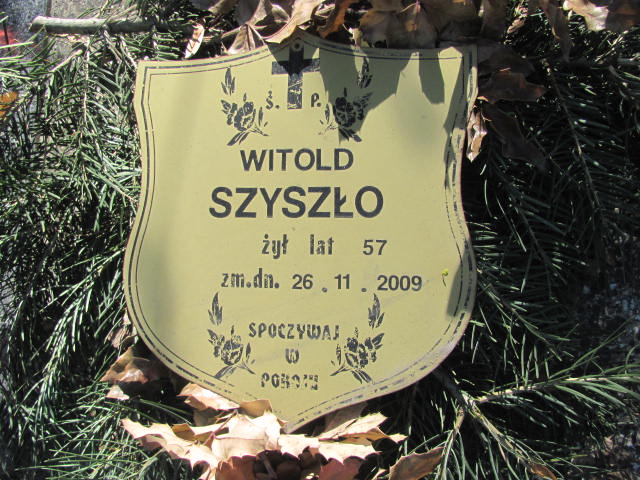 Ś. P.
WITOLD
SZYSZŁO
żył lat 57
zm.dn. 26.11.2009
SPOCZYWAJ
W
POKOJU